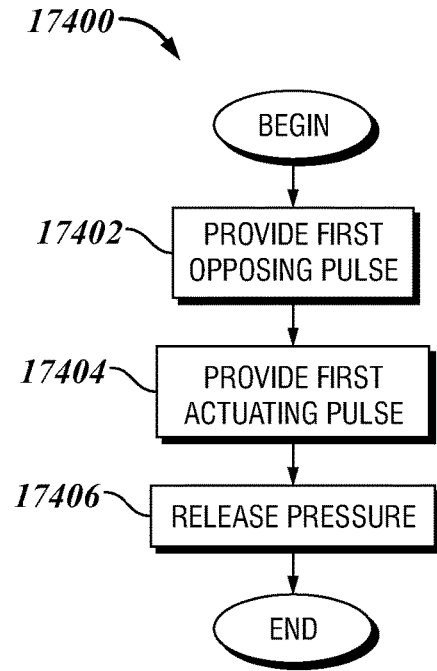 17400
BEGIN
17402
PROVIDE FIRST
OPPOSING PULSE
17404
PROVIDE FIRST
ACTUATING PULSE
17406
RELEASE PRESSURE
END